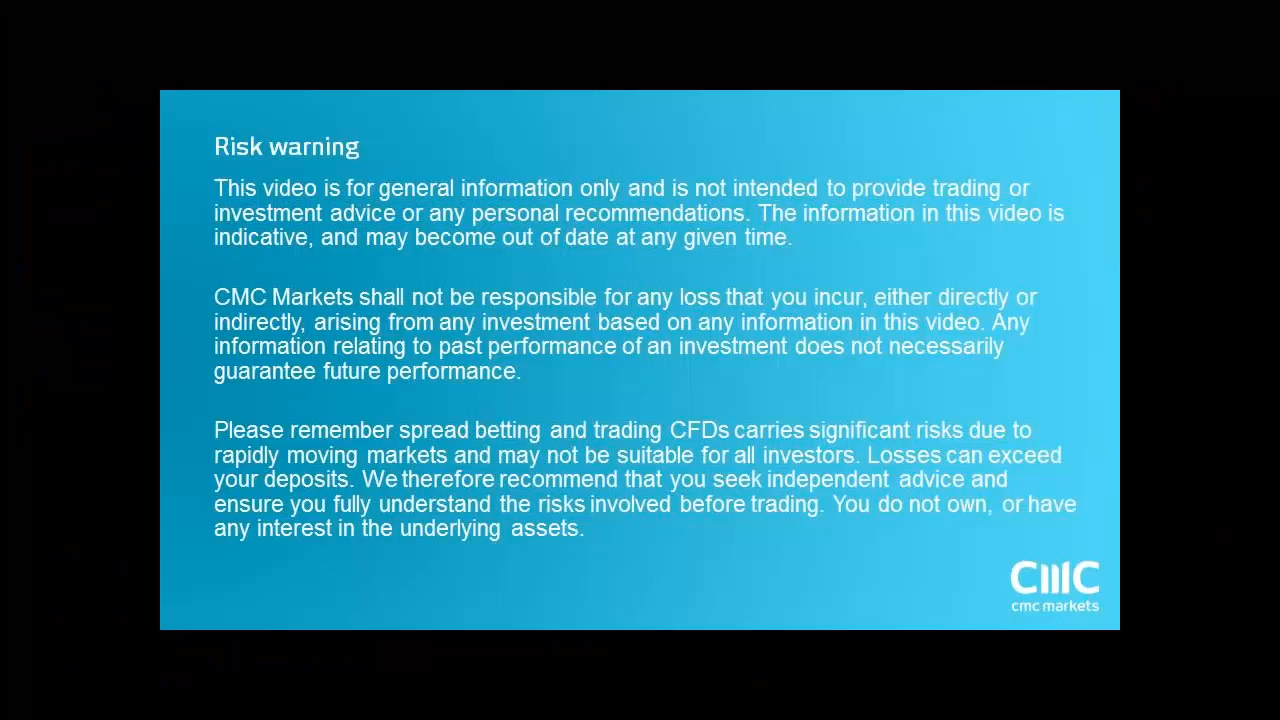 Risk warning
This video is for general information only and is not intended to provide trading or
investment advice or any personal recommendations. The information in this video is
indicative, and may become out of date at any given time.
CMC Markets shall not be responsible for any loss that you incur, either directly or
indirectly, arising from any investment based on any information in this video. Any
information relating to past performance of an investment does not necessarily
guarantee future performance.
Please remember spread betting and trading CFDs carries significant risks due to
rapidly moving markets and may not be suitable for all investors. Losses can exceed
your deposits. We therefore recommend that you seek independent advice and
ensure you fully understand the risks involved before trading. You do not own, or have
any interest in the underlying assets.
CMC
cmc markets